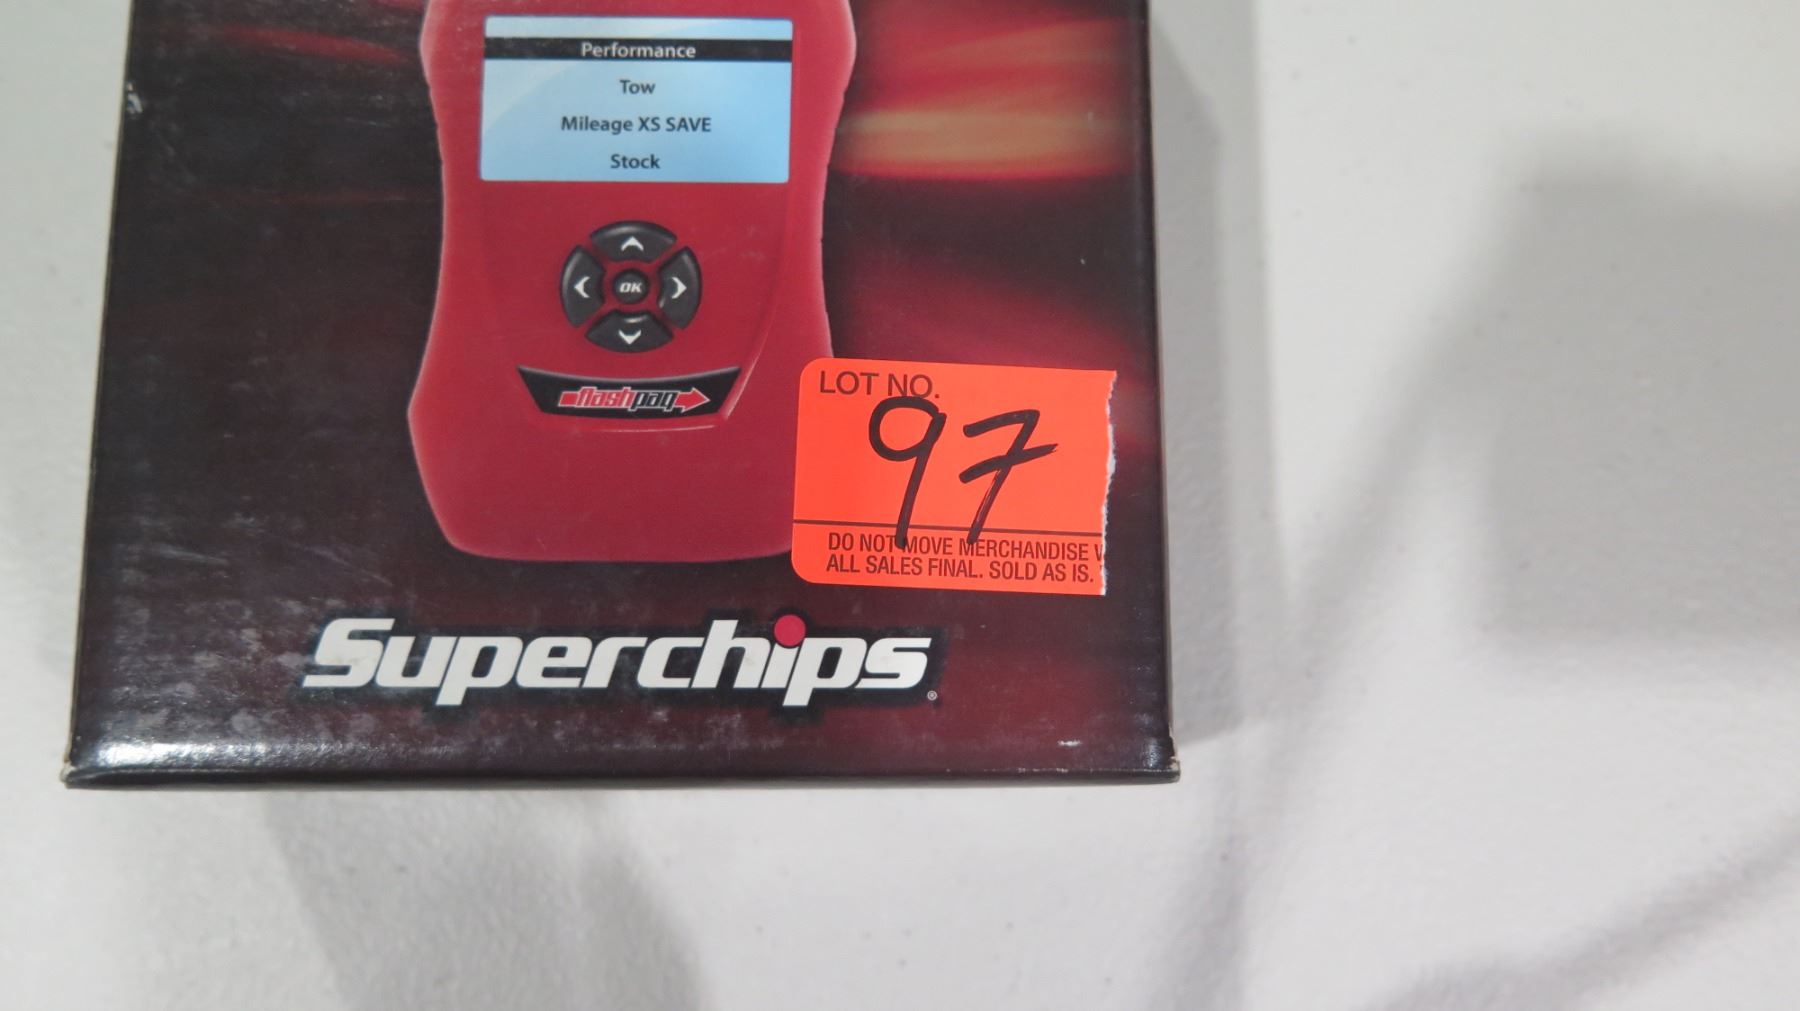 Performance
Tow
Mileage XS SAVE
Stock
OK
flashpaq
LOT NO.
97
DO NOT MOVE MERCHANDISE
ALL SALES FINAL. SOLD AS IS.
Superchips®